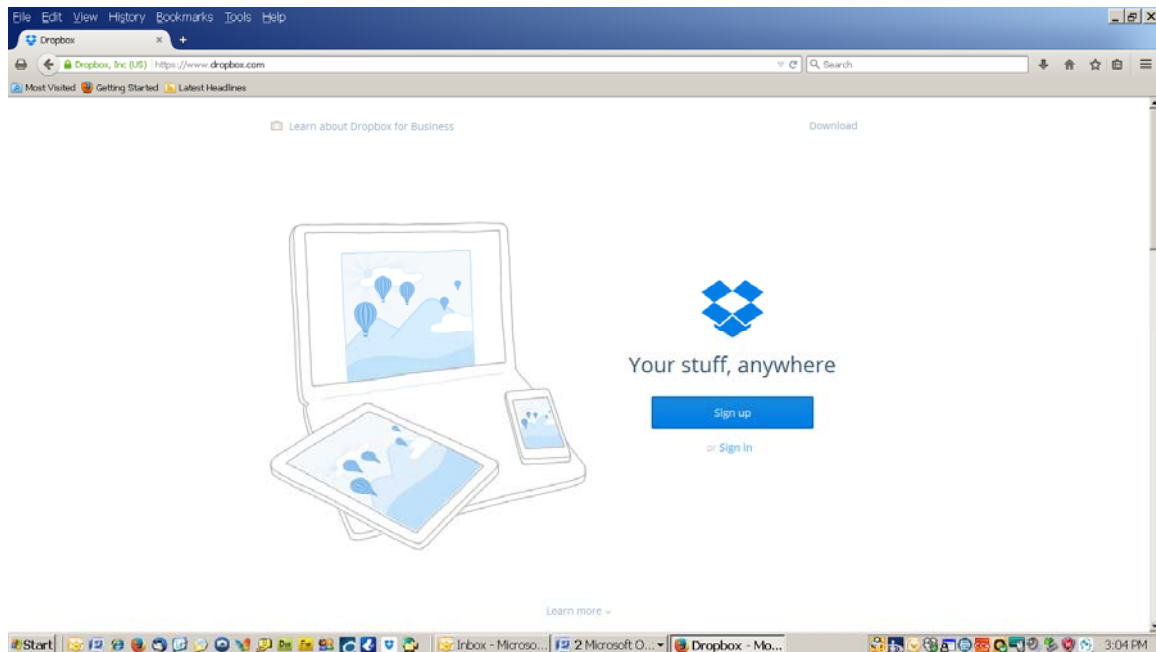 File Edit View History Bookmarks Tools Help
Dropbox × +
Dropbox, Inc (US) https://www.dropbox.com Search
Most Visited Getting Started Latest Headlines
Learn about Dropbox for Business Download
Your stuff, anywhere
Sign up
or Sign in
Learn more
Start Inbox - Microso... 2 Microsoft O... Dropbox - Mo... 3:04 PM